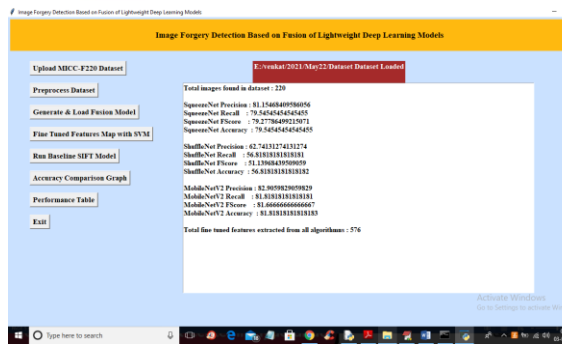 Image Forgery Detection Based on Fusion of Lightweight Deep Learning Models
Image Forgery Detection Based on Fusion of Lightweight Deep Learning Models
Upload MICC-F220 Dataset
E:/venkat/2021/May22/Dataset Dataset Loaded
Preprocess Dataset
Generate & Load Fusion Model
Fine Tuned Features Map with SVM
Run Baseline SIFT Model
Accuracy Comparison Graph
Performance Table
Exit
Total images found in dataset : 220
SqueezeNet Precision : 81.15468409586056
SqueezeNet Recall : 79.54545454545455
SqueezeNet FScore : 79.27786499215071
SqueezeNet Accuracy : 79.54545454545455
ShuffleNet Precision : 62.74131274131274
ShuffleNet Recall : 56.81818181818181
ShuffleNet FScore : 51.13968439509059
ShuffleNet Accuracy : 56.81818181818182
MobileNetV2 Precision : 82.9059829059829
MobileNetV2 Recall : 81.81818181818181
MobileNetV2 FScore : 81.66666666666667
MobileNetV2 Accuracy : 81.81818181818183
Total fine tuned features extracted from all algorithms : 576
Activate Windows
Go to Settings to activate Wi
Type here to search